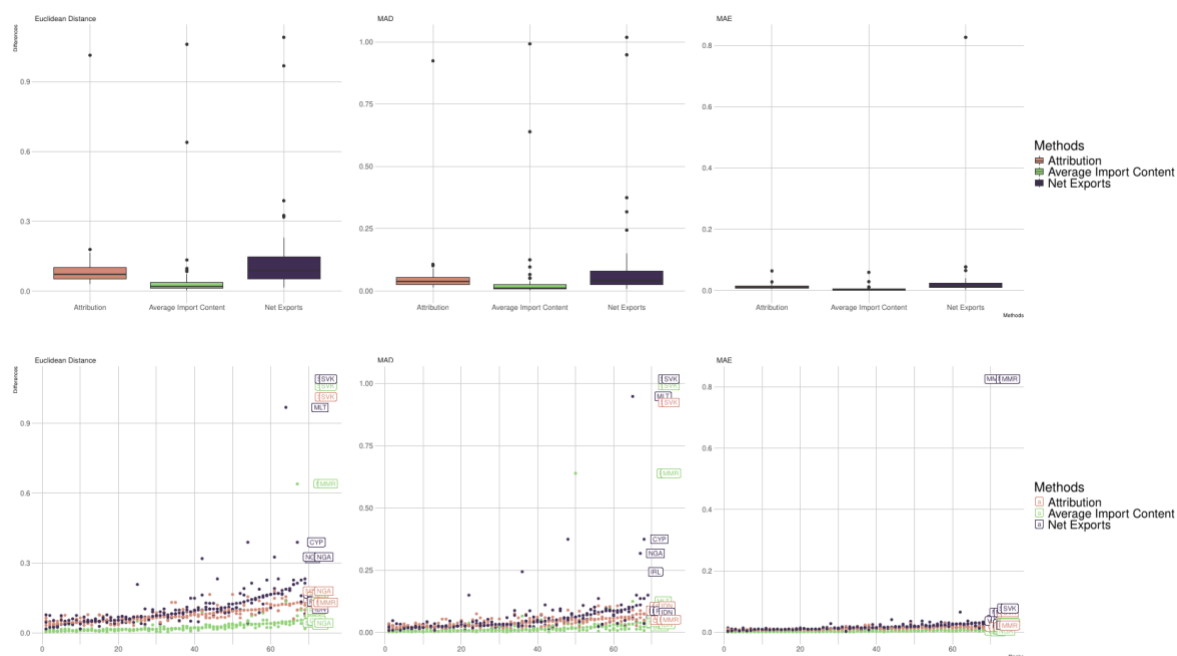 Euclidean Distance
MAD
MAE
Differences
0.9
0.6
0.3
0.0
Attribution
Average Import Content
Net Exports
1.00
0.75
0.50
0.25
0.00
Attribution
Average Import Content
Net Exports
0.8
0.6
0.4
0.2
0.0
Attribution
Average Import Content
Net Exports
Methods
Methods
Attribution
Average Import Content
Net Exports
Euclidean Distance
MAD
MAE
Differences
0.9
0.6
0.3
0.0
SVK
SVK
MLT
MMR
CYP
NGA
NGA
MMR
NGA
0
20
40
60
1.00
0.75
0.50
0.25
0.00
SVK
MLT
SVK
MMR
CYP
NGA
IRL
IDN
MMR
0
20
40
60
0.8
0.6
0.4
0.2
0.0
MMR
SVK
MMR
0
20
40
60
Methods
Attribution
Average Import Content
Net Exports